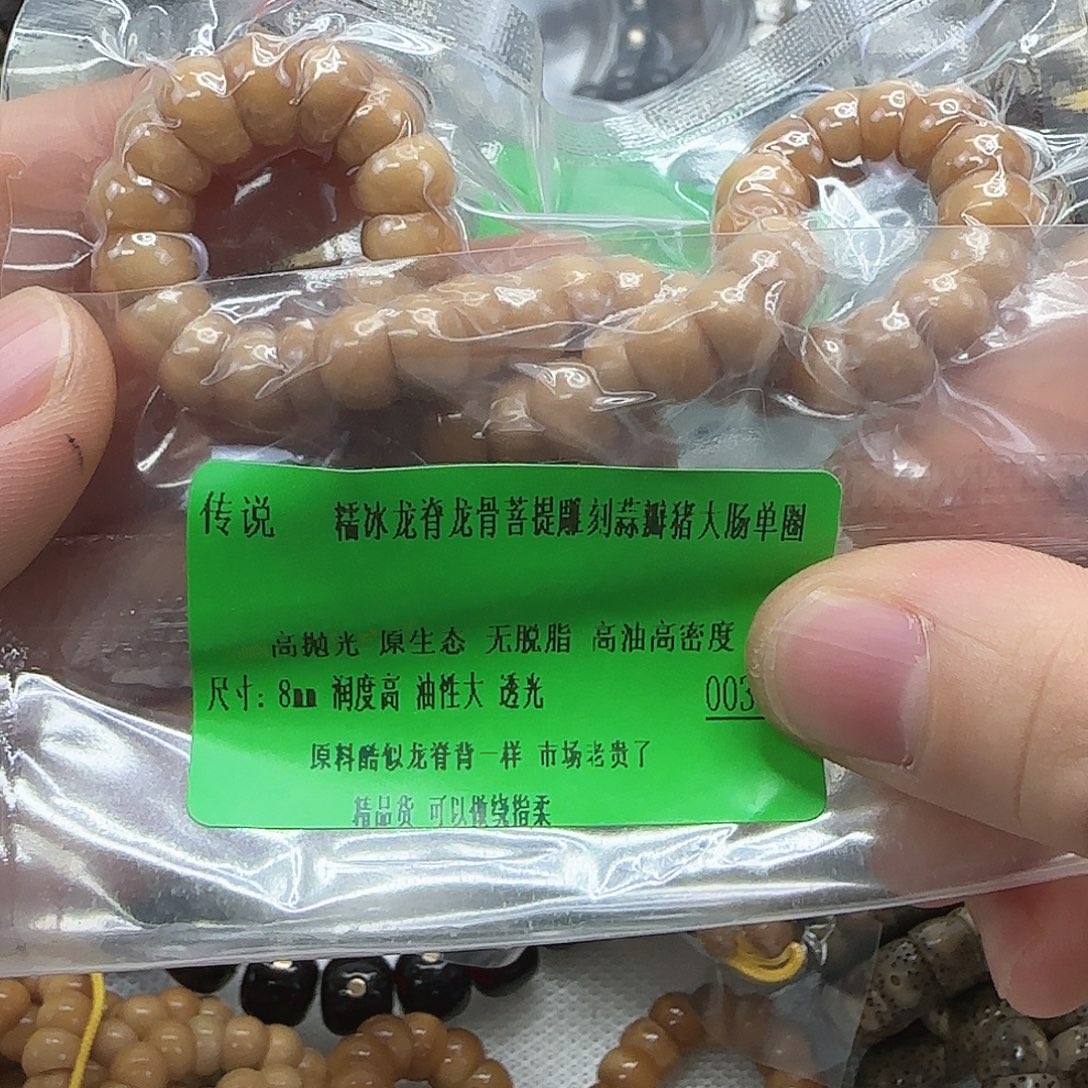 传说 糯冰龙脊龙骨菩提雕刻蒜瓣猪大肠单圈
高抛光 原生态 无脱脂 高油高密度
尺寸: 8mm 润度高 油性大 透光 003
原料酷似龙脊背一样 市场老贵了
精品货 可以做绕指柔